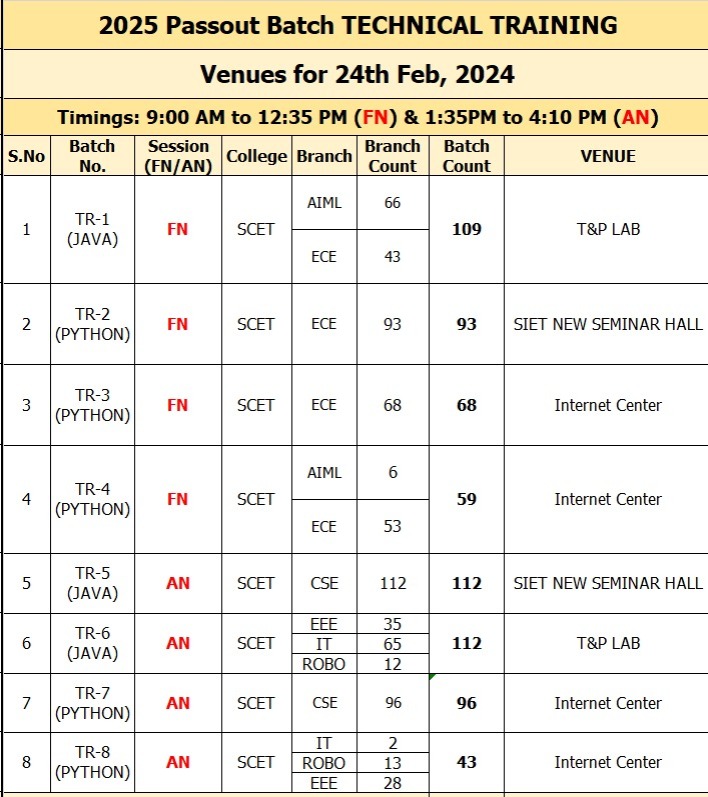 2025 Passout Batch TECHNICAL TRAINING
Venues for 24th Feb, 2024
Timings: 9:00 AM to 12:35 PM (FN) & 1:35PM to 4:10 PM (AN)
S.No Batch No. Session (FN/AN) College Branch Branch Count Batch Count VENUE
1 TR-1 (JAVA) FN SCET AIML 66 109 T&P LAB
ECE 43
2 TR-2 (PYTHON) FN SCET ECE 93 93 SIET NEW SEMINAR HALL
3 TR-3 (PYTHON) FN SCET ECE 68 68 Internet Center
4 TR-4 (PYTHON) FN SCET AIML 6 59 Internet Center
ECE 53
5 TR-5 (JAVA) AN SCET CSE 112 112 SIET NEW SEMINAR HALL
6 TR-6 (JAVA) AN SCET EEE 35 112 T&P LAB
IT 65
ROBO 12
7 TR-7 (PYTHON) AN SCET CSE 96 96 Internet Center
8 TR-8 (PYTHON) AN SCET IT 2 43 Internet Center
ROBO 13
EEE 28